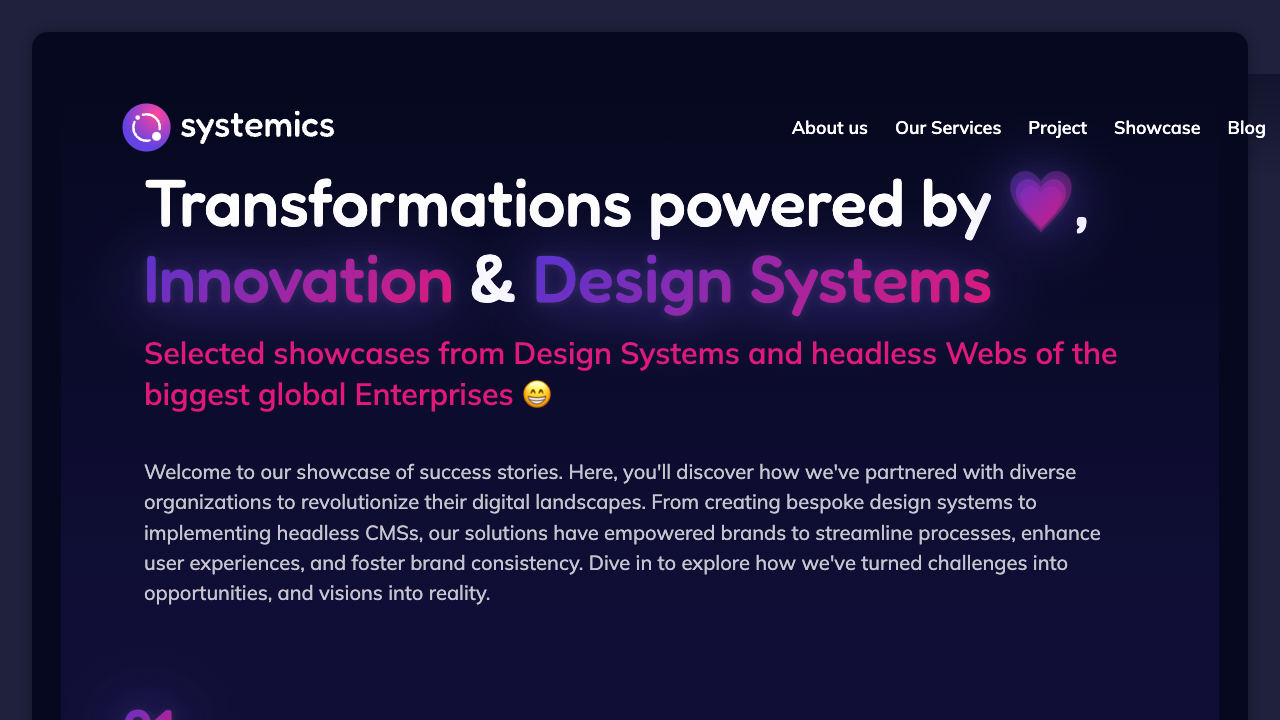 systemics
About us Our Services Project Showcase Blog
Transformations powered by 💜,
Innovation & Design Systems
Selected showcases from Design Systems and headless Webs of the
biggest global Enterprises 😁
Welcome to our showcase of success stories. Here, you'll discover how we've partnered with diverse
organizations to revolutionize their digital landscapes. From creating bespoke design systems to
implementing headless CMSs, our solutions have empowered brands to streamline processes, enhance
user experiences, and foster brand consistency. Dive in to explore how we've turned challenges into
opportunities, and visions into reality.